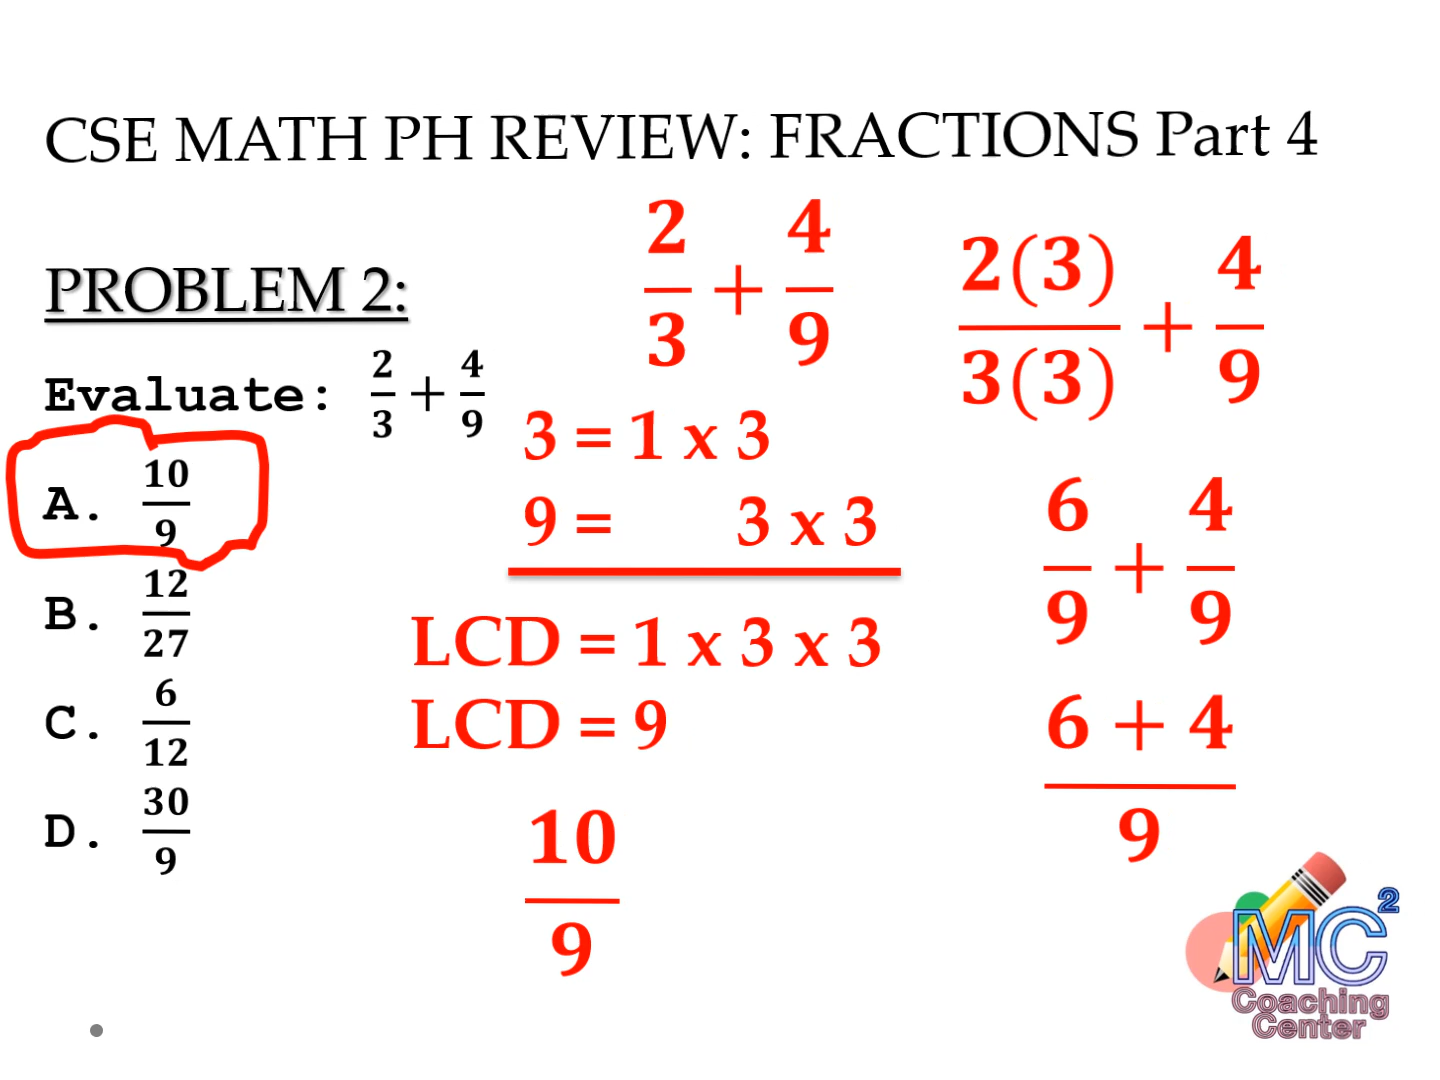 CSE MATH PH REVIEW: FRACTIONS Part 4
PROBLEM 2:
Evaluate: 2/3 + 4/9
A. 10/9
B. 12/27
C. 6/12
D. 30/9
2/3 + 4/9
3 = 1 x 3
9 = 3 x 3
LCD = 1 x 3 x 3
LCD = 9
10/9
2(3)/3(3) + 4/9
6/9 + 4/9
6 + 4/9
MC²
Coaching
Center